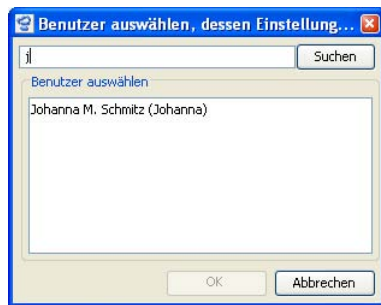 Benutzer auswählen, dessen Einstellung...
j
Suchen
Benutzer auswählen
Johanna M. Schmitz (Johanna)
OK
Abbrechen